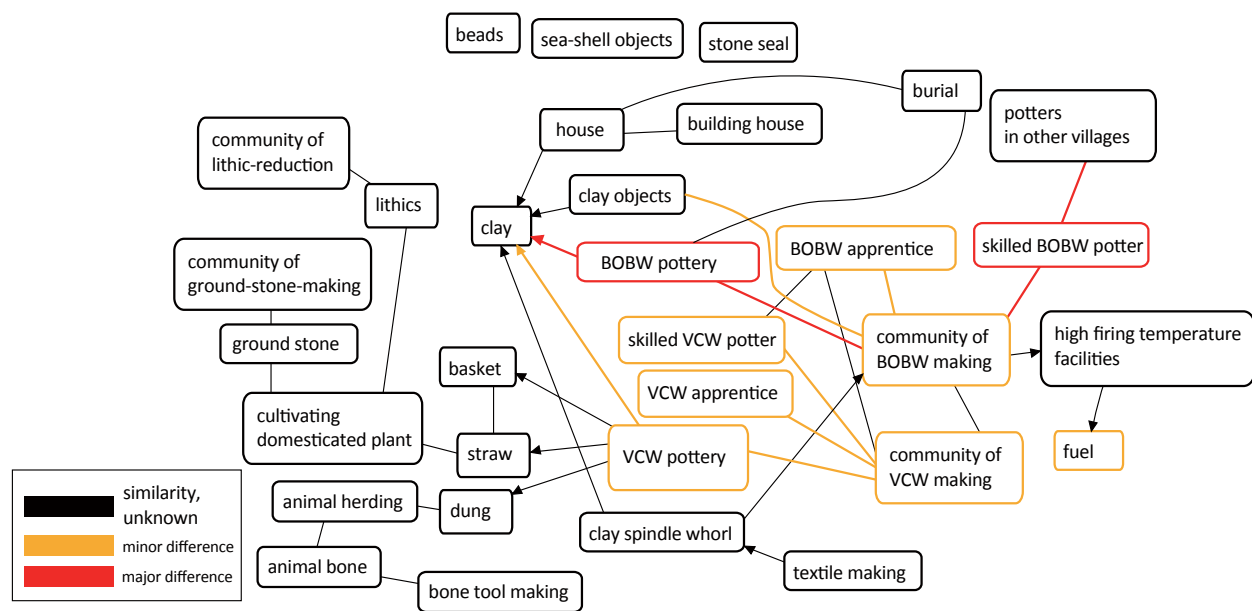 beads
sea-shell objects
stone seal
burial
potters
in other villages
house
building house
community of
lithic-reduction
lithics
clay objects
clay
BOBW pottery
BOBW apprentice
skilled BOBW potter
community of
ground-stone-making
ground stone
skilled VCW potter
community of
BOBW making
high firing temperature
facilities
basket
VCW apprentice
cultivating
domesticated plant
straw
VCW pottery
community of
VCW making
fuel
similarity,
unknown
minor difference
major difference
animal herding
dung
clay spindle whorl
animal bone
bone tool making
textile making